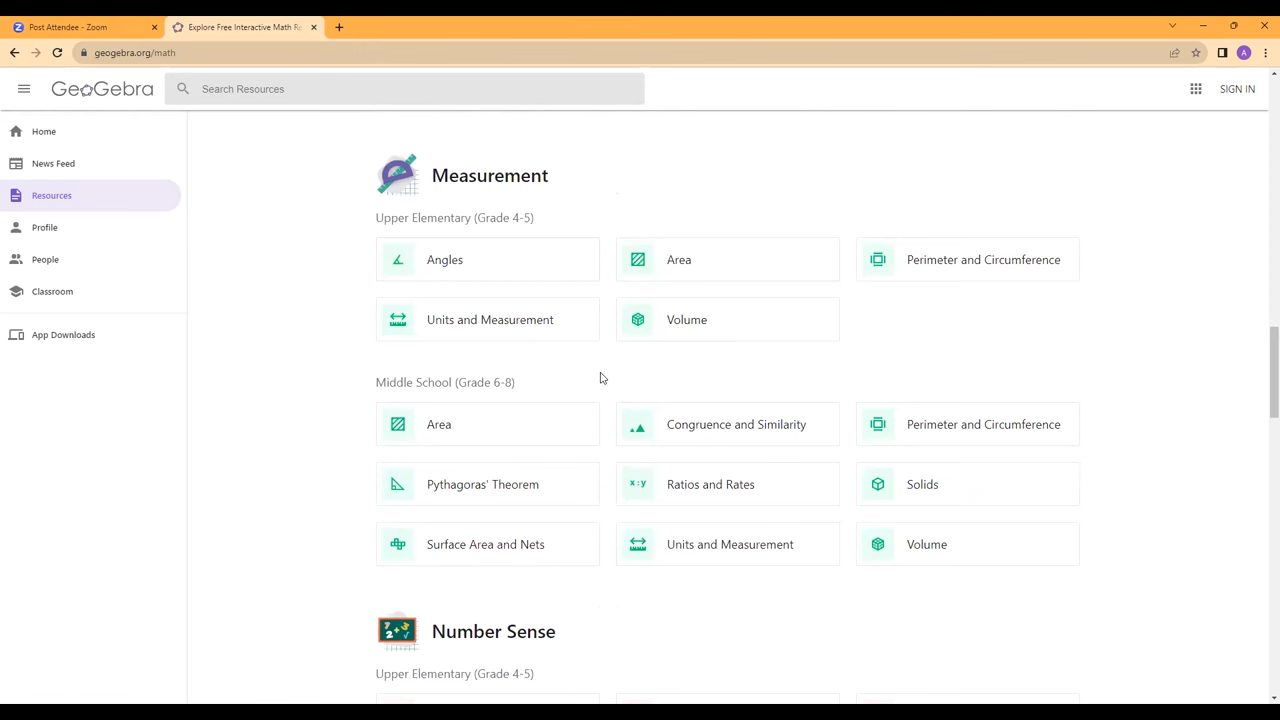 Post Attendee - Zoom
Explore Free Interactive Math Re
geogebra.org/math
A
GeoGebra
Search Resources
SIGN IN
Home
News Feed
Resources
Profile
People
Classroom
App Downloads
Measurement
Upper Elementary (Grade 4-5)
Angles
Area
Perimeter and Circumference
Units and Measurement
Volume
Middle School (Grade 6-8)
Area
Congruence and Similarity
Perimeter and Circumference
Pythagoras' Theorem
x:y
Ratios and Rates
Solids
Surface Area and Nets
Units and Measurement
Volume
Number Sense
Upper Elementary (Grade 4-5)